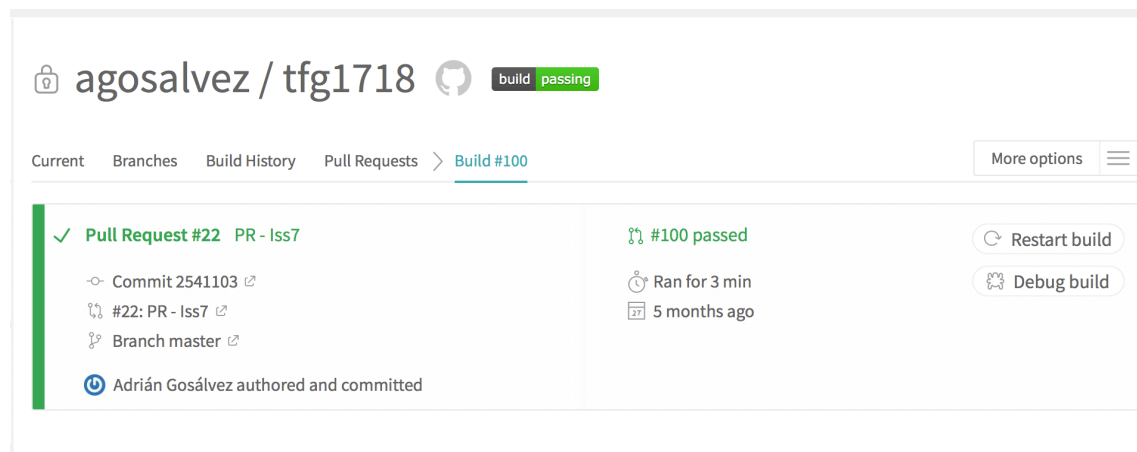 agosalvez / tfg1718 build passing
Current Branches Build History Pull Requests Build #100 More options
Pull Request #22 PR - Iss7 #100 passed Restart build
Commit 2541103 Ran for 3 min Debug build
#22: PR - Iss7 27 5 months ago
Branch master
Adrián Gosálvez authored and committed